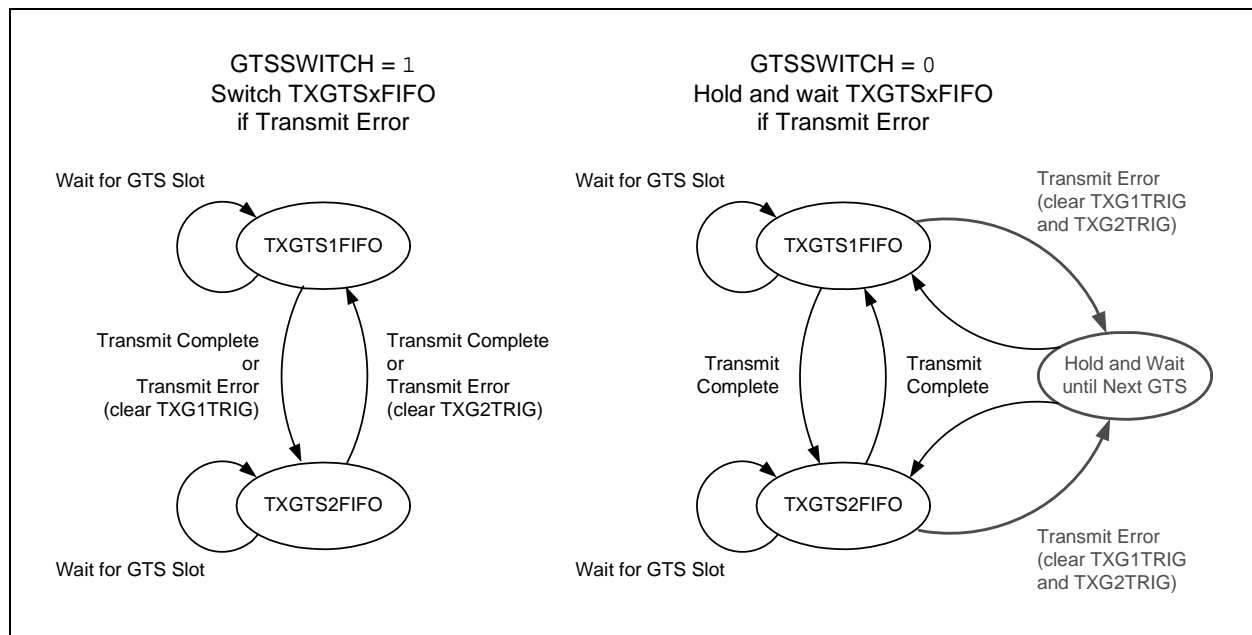 GTSSWITCH = 1
Switch TXGTSxFIFO
if Transmit Error
Wait for GTS Slot
TXGTS1FIFO
Transmit Complete
or
Transmit Error
(clear TXG1TRIG)
Transmit Complete
or
Transmit Error
(clear TXG2TRIG)
TXGTS2FIFO
Wait for GTS Slot
GTSSWITCH = 0
Hold and wait TXGTSxFIFO
if Transmit Error
Wait for GTS Slot
TXGTS1FIFO
Transmit Error
(clear TXG1TRIG
and TXG2TRIG)
Transmit
Complete
Transmit
Complete
Hold and Wait
until Next GTS
TXGTS2FIFO
Wait for GTS Slot
Transmit Error
(clear TXG1TRIG
and TXG2TRIG)